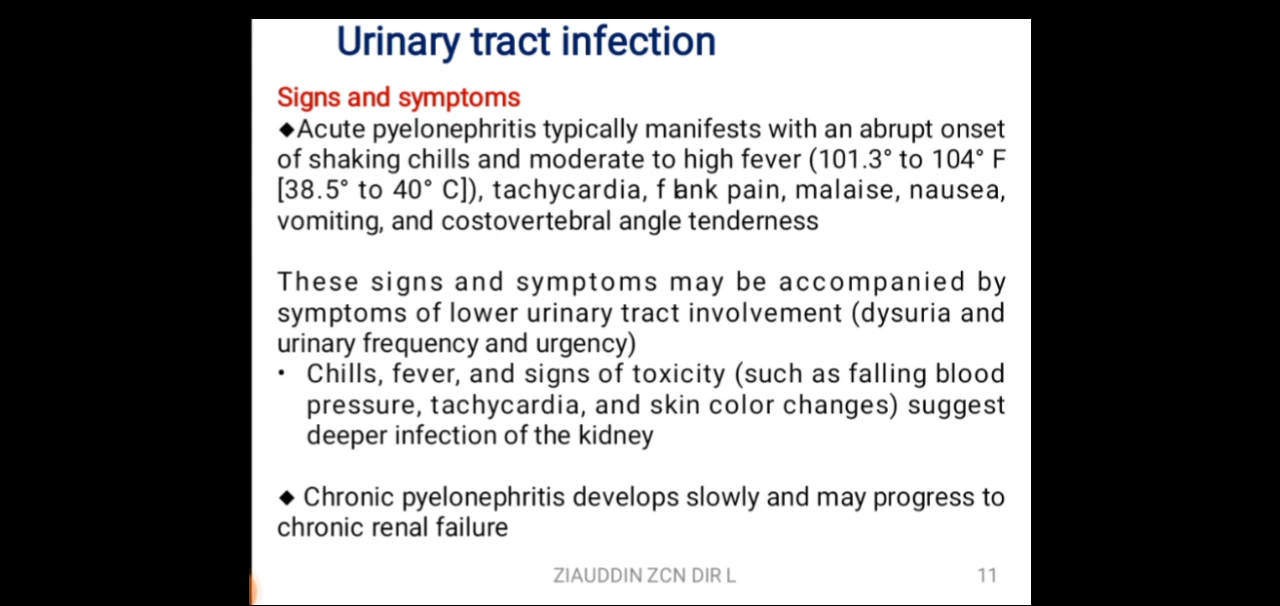 Urinary tract infection
Signs and symptoms
◆Acute pyelonephritis typically manifests with an abrupt onset
of shaking chills and moderate to high fever (101.3° to 104° F
[38.5° to 40° C]), tachycardia, flank pain, malaise, nausea,
vomiting, and costovertebral angle tenderness
These signs and symptoms may be accompanied by
symptoms of lower urinary tract involvement (dysuria and
urinary frequency and urgency)
• Chills, fever, and signs of toxicity (such as falling blood
pressure, tachycardia, and skin color changes) suggest
deeper infection of the kidney
◆ Chronic pyelonephritis develops slowly and may progress to
chronic renal failure
ZIAUDDIN ZCN DIR L 11